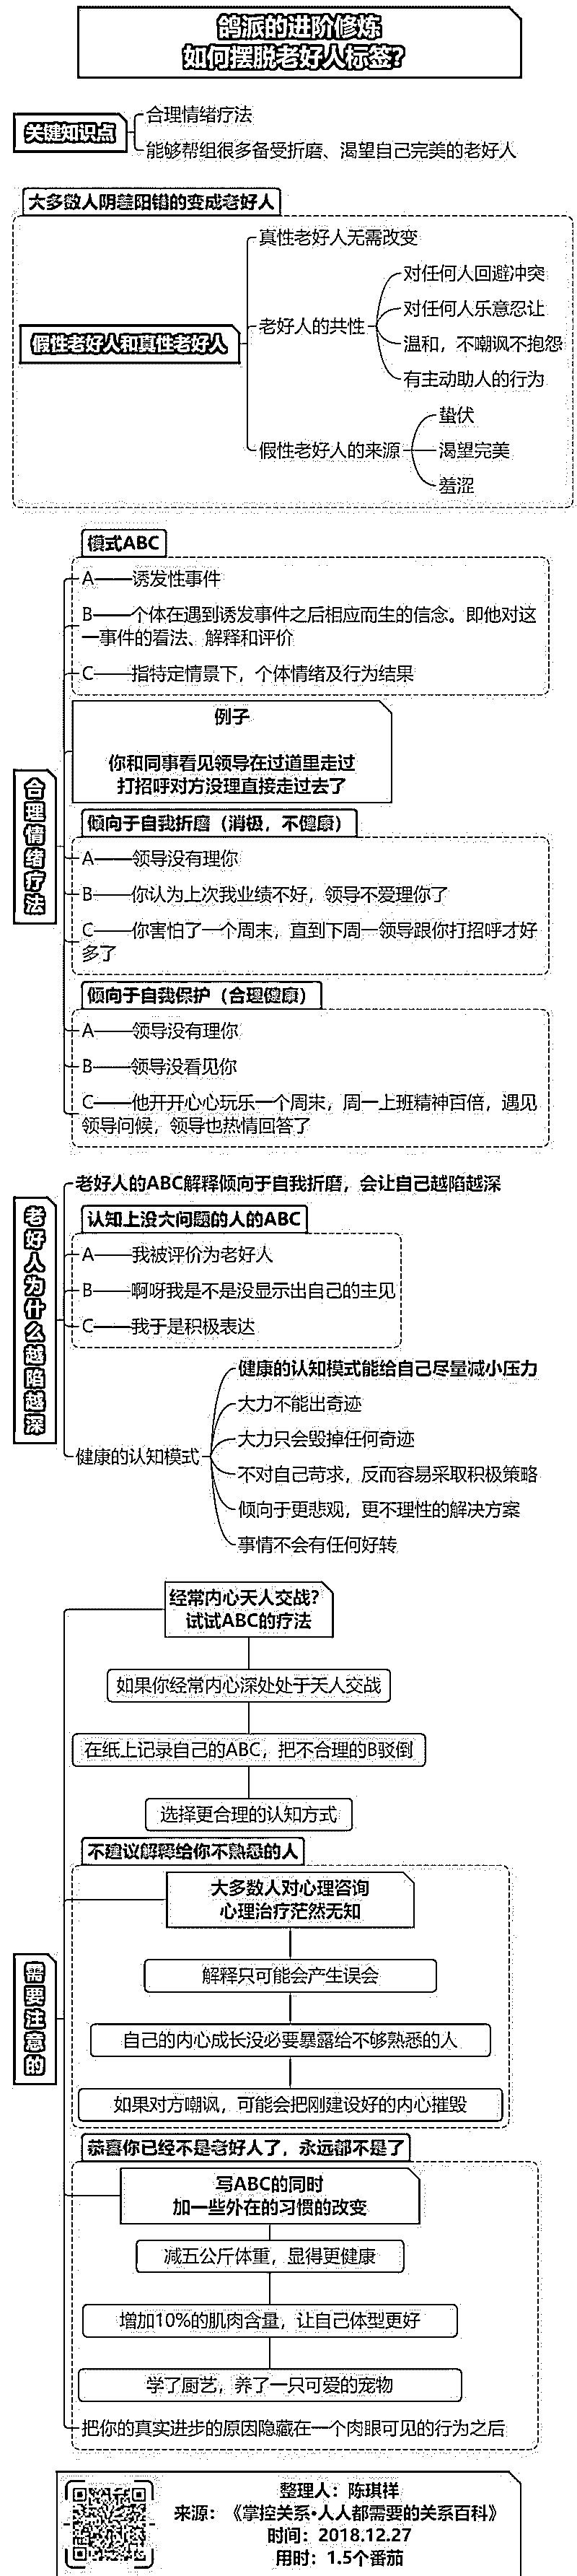 鸽派的进阶修炼
如何摆脱老好人标签？
关键知识点
合理情绪疗法
能够帮组很多备受折磨、渴望自己完美的老好人
大多数人阴差阳错的变成老好人
假性老好人和真性老好人
真性老好人无需改变
老好人的共性
对任何人回避冲突
对任何人乐意忍让
温和，不嘲讽不抱怨
有主动助人的行为
假性老好人的来源
蛰伏
渴望完美
羞涩
合理情绪疗法
模式ABC
A——诱发性事件
B——个体在遇到诱发事件之后相应而生的信念。即他对这
一事件的看法、解释和评价
C——指特定情景下，个体情绪及行为结果
例子
你和同事看见领导在过道里走过
打招呼对方没理直接走过去了
倾向于自我折磨（消极，不健康）
A——领导没有理你
B——你认为上次我业绩不好，领导不爱理你了
C——你害怕了一个周末，直到下周一领导跟你打招呼才好
多了
倾向于自我保护（合理健康）
A——领导没有理你
B——领导没看见你
C——他开开心心玩乐一个周末，周一上班精神百倍，遇见
领导问候，领导也热情回答了
老好人为什么越陷越深
老好人的ABC解释倾向于自我折磨，会让自己越陷越深
认知上没大问题的人的ABC
A——我被评价为老好人
B——啊呀我是不是没显示出自己的主见
C——我于是积极表达
健康的认知模式
健康的认知模式能给自己尽量减小压力
大力不能出奇迹
大力只会毁掉任何奇迹
不对自己苛求，反而容易采取积极策略
倾向于更悲观，更不理性的解决方案
事情不会有任何好转
需要注意的
经常内心天人交战？
试试ABC的疗法
如果你经常内心深处处于天人交战
在纸上记录自己的ABC，把不合理的B驳倒
选择更合理的认知方式
不建议解释给你不熟悉的人
大多数人对心理咨询
心理治疗茫然无知
解释只可能会产生误会
自己的内心成长没必要暴露给不够熟悉的人
如果对方嘲讽，可能会把刚建设好的内心摧毁
恭喜你已经不是老好人了，永远都不是了
写ABC的同时
加一些外在的习惯的改变
减五公斤体重，显得更健康
增加10%的肌肉含量，让自己体型更好
学了厨艺，养了一只可爱的宠物
把你的真实进步的原因隐藏在一个肉眼可见的行为之后
整理人：陈琪祥
来源：《掌控关系·人人都需要的关系百科》
时间：2018.12.27
用时：1.5个番茄